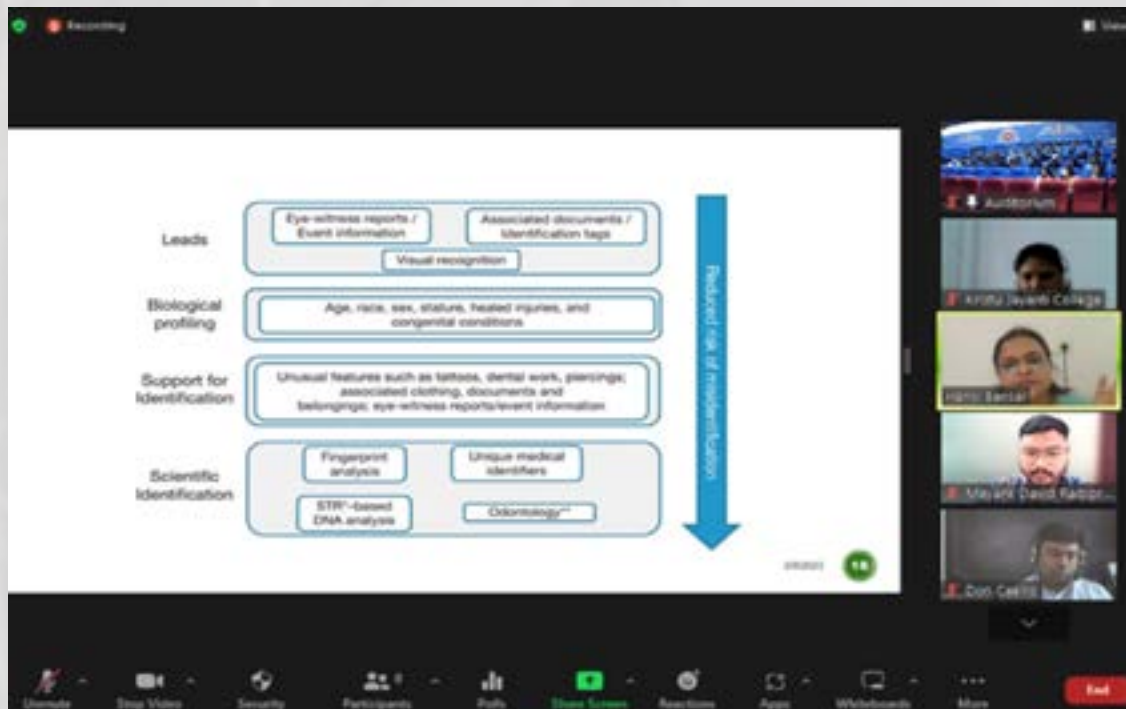 Recording
View
Leads
Eye-witness reports /
Event information
Associated documents /
Identification tags
Visual recognition
Biological
profiling
Age, race, sex, stature, healed injuries, and
congenital conditions
Support for
Identification
Unusual features such as tattoos, dental work, piercings;
associated clothing, documents and
belongings; eye-witness reports/event information
Scientific
Identification
Fingerprint
analysis
Unique medical
identifiers
STR*-based
DNA analysis
Odontology**
Reduced risk of misidentification
18
Auditorium
Kristu Jayanti College
Bansal
Mayank David
Don
Unmute
Stop Video
Security
Participants
Polls
Share Screen
Reactions
Apps
Whiteboards
More
End